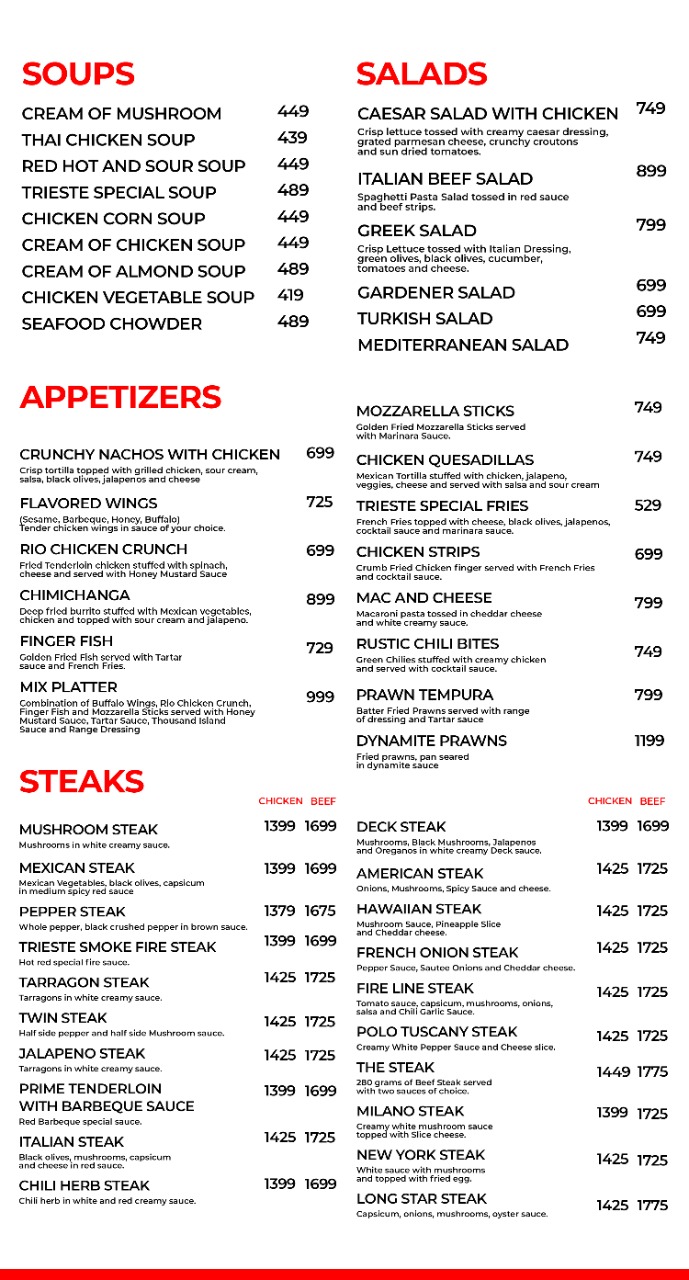 SOUPS
CREAM OF MUSHROOM 449
THAI CHICKEN SOUP 439
RED HOT AND SOUR SOUP 449
TRIESTE SPECIAL SOUP 489
CHICKEN CORN SOUP 449
CREAM OF CHICKEN SOUP 449
CREAM OF ALMOND SOUP 489
CHICKEN VEGETABLE SOUP 419
SEAFOOD CHOWDER 489
SALADS
CAESAR SALAD WITH CHICKEN 749
Crisp lettuce tossed with creamy caesar dressing,
grated parmesan cheese, crunchy croutons
and sun dried tomatoes.
ITALIAN BEEF SALAD 899
Spaghetti Pasta Salad tossed in red sauce
and beef strips.
GREEK SALAD 799
Crisp Lettuce tossed with Italian Dressing,
green olives, black olives, cucumber,
tomatoes and cheese.
GARDENER SALAD 699
TURKISH SALAD 699
MEDITERRANEAN SALAD 749
APPETIZERS
CRUNCHY NACHOS WITH CHICKEN 699
Crisp tortilla topped with grilled chicken, sour cream,
salsa, black olives, jalapenos and cheese
FLAVORED WINGS 725
(Sesame, Barbeque, Honey, Buffalo)
Tender chicken wings in sauce of your choice.
RIO CHICKEN CRUNCH 699
Fried Tenderloin chicken stuffed with spinach,
cheese and served with Honey Mustard Sauce
CHIMICHANGA 899
Deep fried burrito stuffed with Mexican vegetables,
chicken and topped with sour cream and jalapeno.
FINGER FISH 729
Golden Fried Fish served with Tartar
sauce and French Fries.
MIX PLATTER 999
Combination of Buffalo Wings, Rio Chicken Crunch,
Finger Fish and Mozzarella Sticks served with Honey
Mustard Sauce, Tartar Sauce, Thousand Island
Sauce and Range Dressing
MOZZARELLA STICKS 749
Golden Fried Mozzarella Sticks served
with Marinara Sauce.
CHICKEN QUESADILLAS 749
Mexican Tortilla stuffed with chicken, jalapeno,
veggies, cheese and served with salsa and sour cream
TRIESTE SPECIAL FRIES 529
French Fries topped with cheese, black olives, jalapenos,
cocktail sauce and marinara sauce.
CHICKEN STRIPS 699
Crumb Fried Chicken finger served with French Fries
and cocktail sauce.
MAC AND CHEESE 799
Macaroni pasta tossed in cheddar cheese
and white creamy sauce.
RUSTIC CHILI BITES 749
Green Chilies stuffed with creamy chicken
and served with cocktail sauce.
PRAWN TEMPURA 799
Batter Fried Prawns served with range
of dressing and Tartar sauce
DYNAMITE PRAWNS 1199
Fried prawns, pan seared
in dynamite sauce
STEAKS
CHICKEN BEEF
MUSHROOM STEAK 1399 1699
Mushrooms in white creamy sauce.
MEXICAN STEAK 1399 1699
Mexican Vegetables, black olives, capsicum
in medium spicy red sauce
PEPPER STEAK 1379 1675
Whole pepper, black crushed pepper in brown sauce.
TRIESTE SMOKE FIRE STEAK 1399 1699
Hot red special fire sauce.
TARRAGON STEAK 1425 1725
Tarragons in white creamy sauce.
TWIN STEAK 1425 1725
Half side pepper and half side Mushroom sauce.
JALAPENO STEAK 1425 1725
Tarragons in white creamy sauce.
PRIME TENDERLOIN 1399 1699
WITH BARBEQUE SAUCE
Red Barbeque special sauce.
ITALIAN STEAK 1425 1725
Black olives, mushrooms, capsicum
and cheese in red sauce.
CHILI HERB STEAK 1399 1699
Chili herb in white and red creamy sauce.
CHICKEN BEEF
DECK STEAK 1399 1699
Mushrooms, Black Mushrooms, Jalapenos
and Oreganos in white creamy Deck sauce.
AMERICAN STEAK 1425 1725
Onions, Mushrooms, Spicy Sauce and cheese.
HAWAIIAN STEAK 1425 1725
Mushroom Sauce, Pineapple Slice
and Cheddar cheese.
FRENCH ONION STEAK 1425 1725
Pepper Sauce, Sautee Onions and Cheddar cheese.
FIRE LINE STEAK 1425 1725
Tomato sauce, capsicum, mushrooms, onions,
salsa and Chili Garlic Sauce.
POLO TUSCANY STEAK 1425 1725
Creamy White Pepper Sauce and Cheese slice.
THE STEAK 1449 1775
280 grams of Beef Steak served
with two sauces of choice.
MILANO STEAK 1399 1725
Creamy white mushroom sauce
topped with Slice cheese.
NEW YORK STEAK 1425 1725
White sauce with mushrooms
and topped with fried egg.
LONG STAR STEAK 1425 1775
Capsicum, onions, mushrooms, oyster sauce.